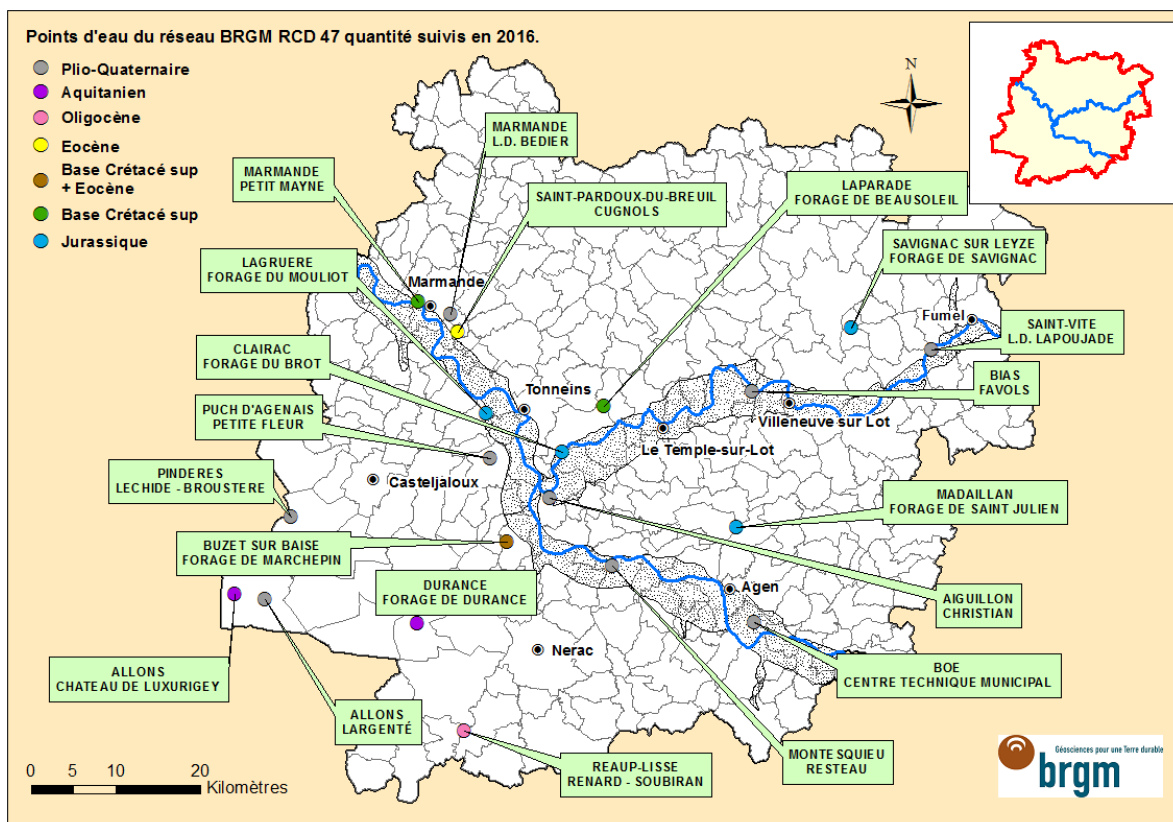 Points d'eau du réseau BRGM RCD 47 quantité suivis en 2016.
Plio-Quaternaire
Aquitanien
Oligocène
Eocène
Base Crétacé sup
+ Eocène
Base Crétacé sup
Jurassique
N
MARMANDE
L.D. BEDIER
MARMANDE
PETIT MAYNE
SAINT-PARDOUX-DU-BREUIL
CUGNOLS
LAPARADE
FORAGE DE BEAUSOLEIL
LAGRUERE
FORAGE DU MOULIOT
SAVIGNAC SUR LEYZE
FORAGE DE SAVIGNAC
Marmande
Fumel
SAINT-VITE
L.D. LAPOUJADE
CLAIRAC
FORAGE DU BROT
BIAS
FAVOLS
Tonneins
PUCH D'AGENAIS
PETITE FLEUR
Villeneuve sur Lot
Le Temple-sur-Lot
PINDERES
LECHIDE - BROUSTERE
Casteljaloux
MADAILLAN
FORAGE DE SAINT JULIEN
BUZET SUR BAISE
FORAGE DE MARCHEPIN
DURANCE
FORAGE DE DURANCE
Agen
AIGUILLON
CHRISTIAN
Nerac
ALLONS
CHATEAU DE LUXURIGEY
BOE
CENTRE TECHNIQUE MUNICIPAL
ALLONS
LARGENTÉ
MONTESQUIEU
RESTEAU
REAUP-LISSE
RENARD - SOUBIRAN
0 5 10 20
Kilomètres
Géosciences pour une Terre durable
brgm